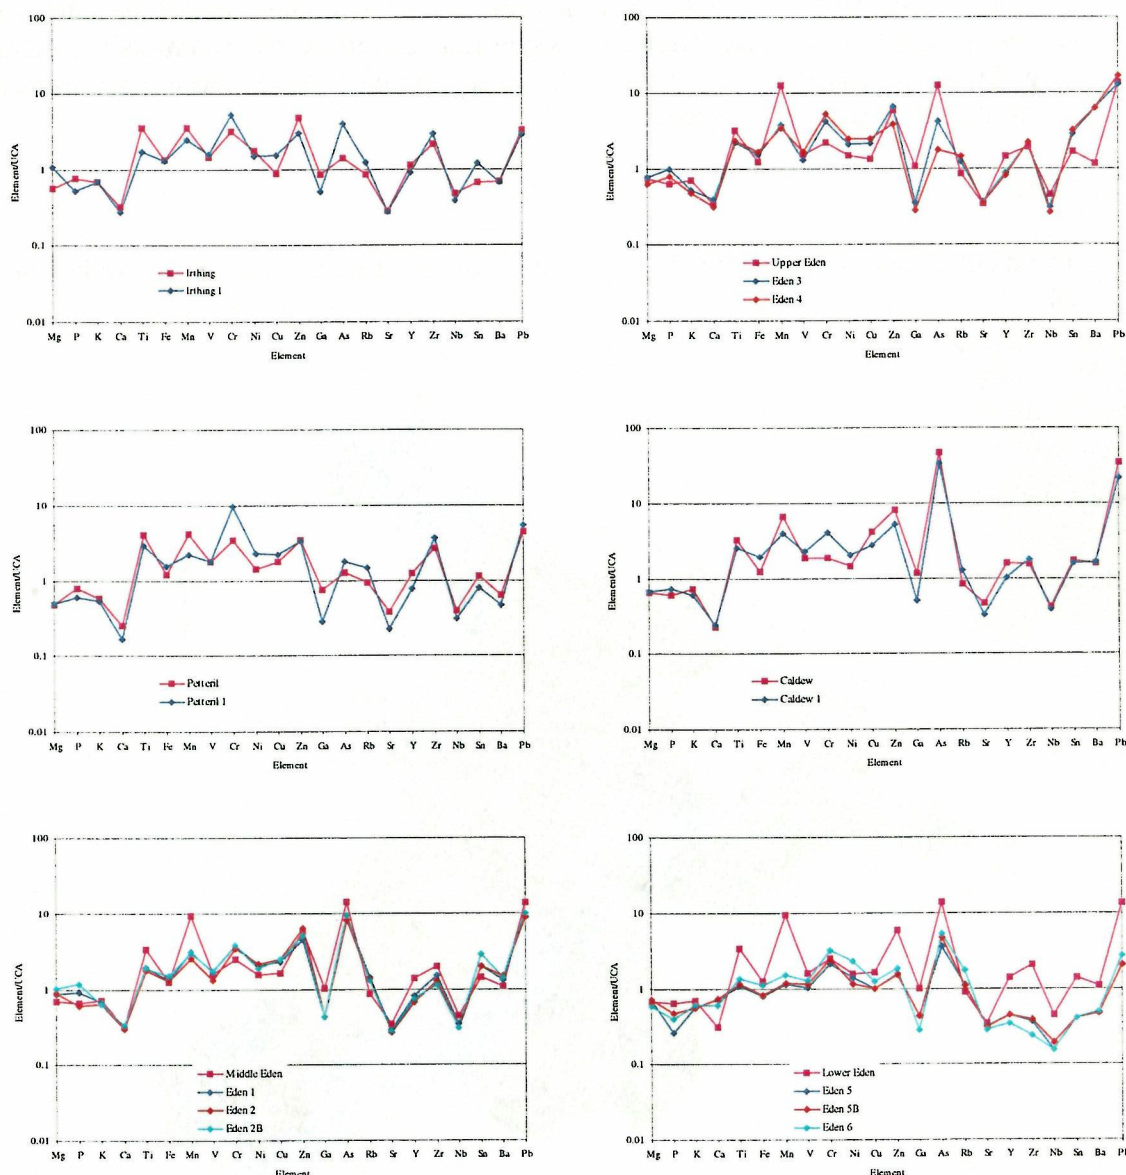 100
10
1
0.1
0.01
Element/UCA
Irthing
Irthing 1
Mg P K Ca Ti Fe Mn V Cr Ni Cu Zn Ga As Rb Sr Y Zr Nb Sn Ba Pb
Element
100
10
1
0.1
0.01
Element/UCA
Upper Eden
Eden 3
Eden 4
Mg P K Ca Ti Fe Mn V Cr Ni Cu Zn Ga As Rb Sr Y Zr Nb Sn Ba Pb
Element
100
10
1
0.1
0.01
Element/UCA
Petteril
Petteril 1
Mg P K Ca Ti Fe Mn V Cr Ni Cu Zn Ga As Rb Sr Y Zr Nb Sn Ba Pb
Element
100
10
1
0.1
0.01
Element/UCA
Caldew
Caldew 1
Mg P K Ca Ti Fe Mn V Cr Ni Cu Zn Ga As Rb Sr Y Zr Nb Sn Ba Pb
Element
100
10
1
0.1
0.01
Element/UCA
Middle Eden
Eden 1
Eden 2
Eden 2B
Mg P K Ca Ti Fe Mn V Cr Ni Cu Zn Ga As Rb Sr Y Zr Nb Sn Ba Pb
Element
100
10
1
0.1
0.01
Element/UCA
Lower Eden
Eden 5
Eden 5B
Eden 6
Mg P K Ca Ti Fe Mn V Cr Ni Cu Zn Ga As Rb Sr Y Zr Nb Sn Ba Pb
Element